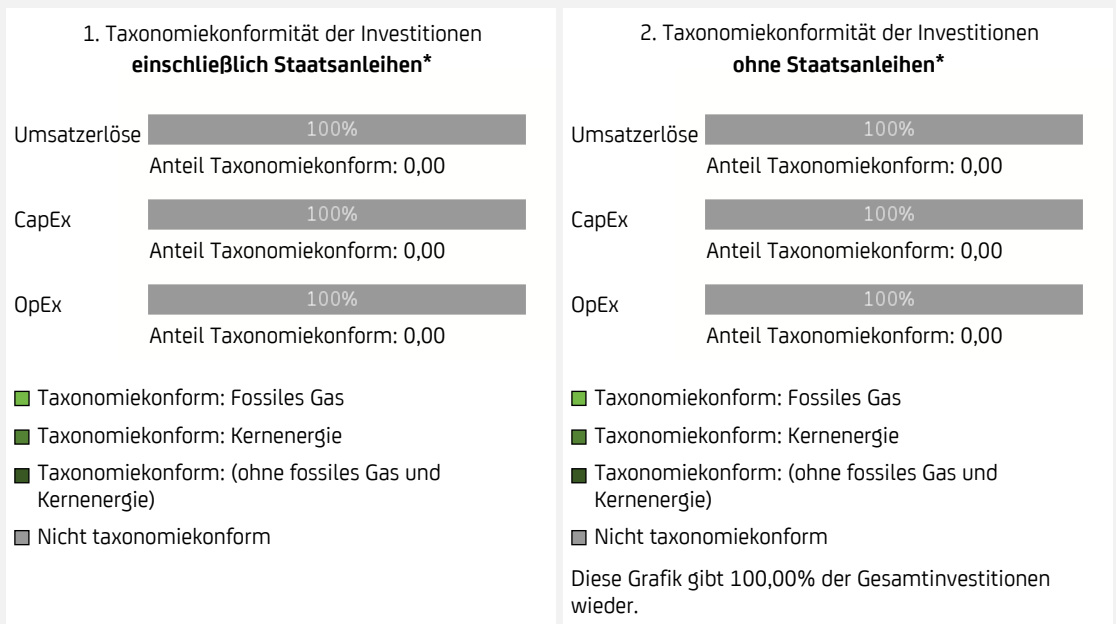 1. Taxonomiekonformität der Investitionen
einschließlich Staatsanleihen*
Umsatzerlöse 100%
Anteil Taxonomiekonform: 0,00
CapEx 100%
Anteil Taxonomiekonform: 0,00
OpEx 100%
Anteil Taxonomiekonform: 0,00
Taxonomiekonform: Fossiles Gas
Taxonomiekonform: Kernenergie
Taxonomiekonform: (ohne fossiles Gas und
Kernenergie)
Nicht taxonomiekonform
2. Taxonomiekonformität der Investitionen
ohne Staatsanleihen*
Umsatzerlöse 100%
Anteil Taxonomiekonform: 0,00
CapEx 100%
Anteil Taxonomiekonform: 0,00
OpEx 100%
Anteil Taxonomiekonform: 0,00
Taxonomiekonform: Fossiles Gas
Taxonomiekonform: Kernenergie
Taxonomiekonform: (ohne fossiles Gas und
Kernenergie)
Nicht taxonomiekonform
Diese Grafik gibt 100,00% der Gesamtinvestitionen
wieder.